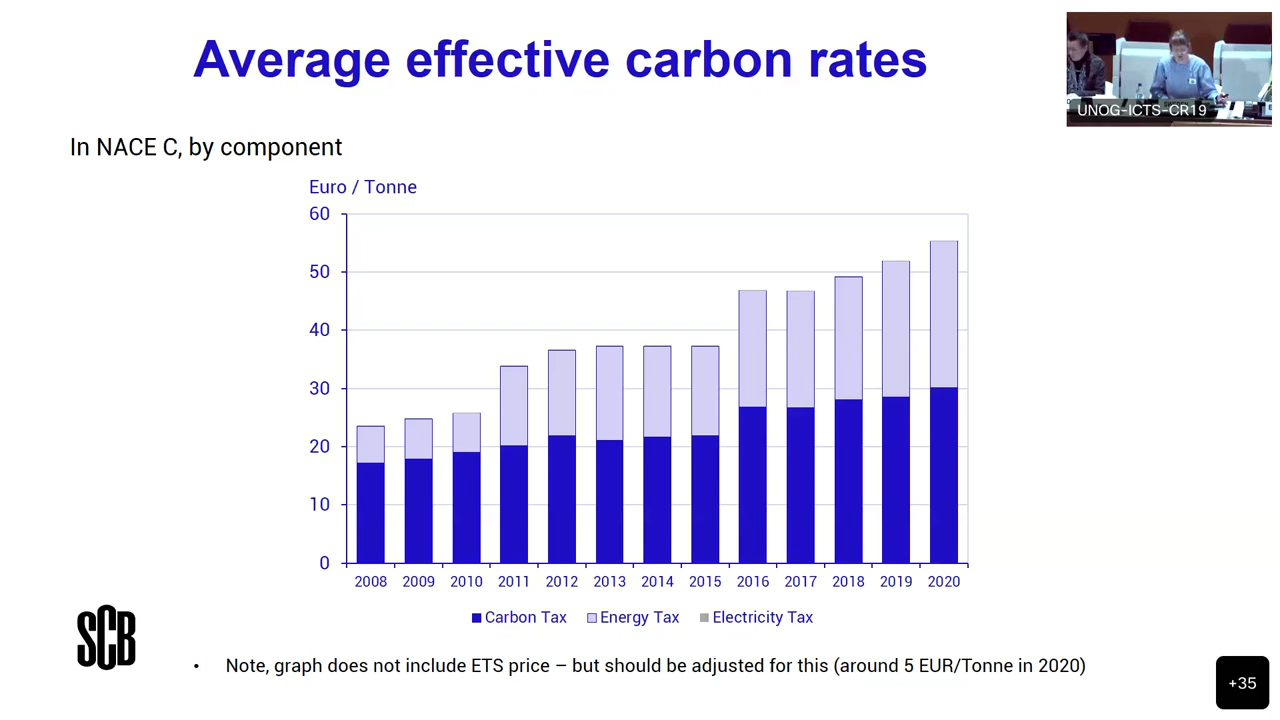 Average effective carbon rates
UNOG-ICTS-CR19
In NACE C, by component
Euro / Tonne
60
50
40
30
20
10
0
2008 2009 2010 2011 2012 2013 2014 2015 2016 2017 2018 2019 2020
Carbon Tax Energy Tax Electricity Tax
SCB
• Note, graph does not include ETS price – but should be adjusted for this (around 5 EUR/Tonne in 2020)
+35